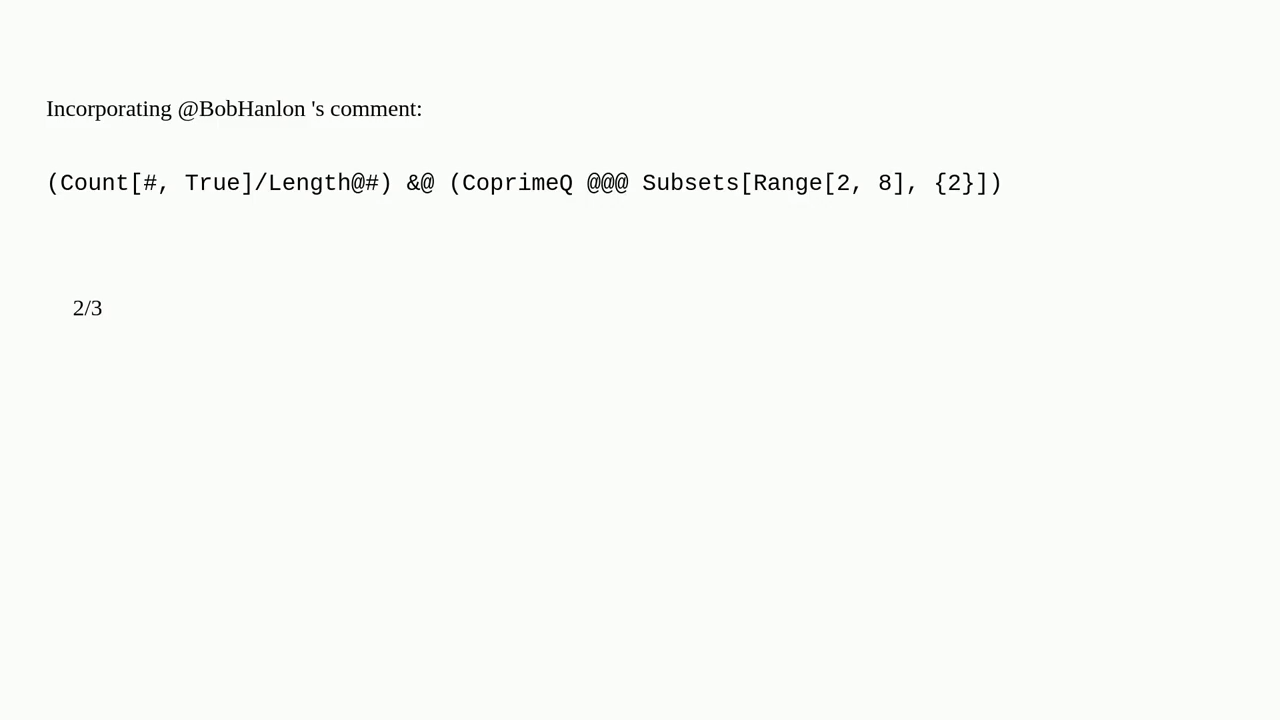 Incorporating @BobHanlon 's comment:
(Count[#, True]/Length@#) &@ (CoprimeQ @@@ Subsets[Range[2, 8], {2}])
2/3